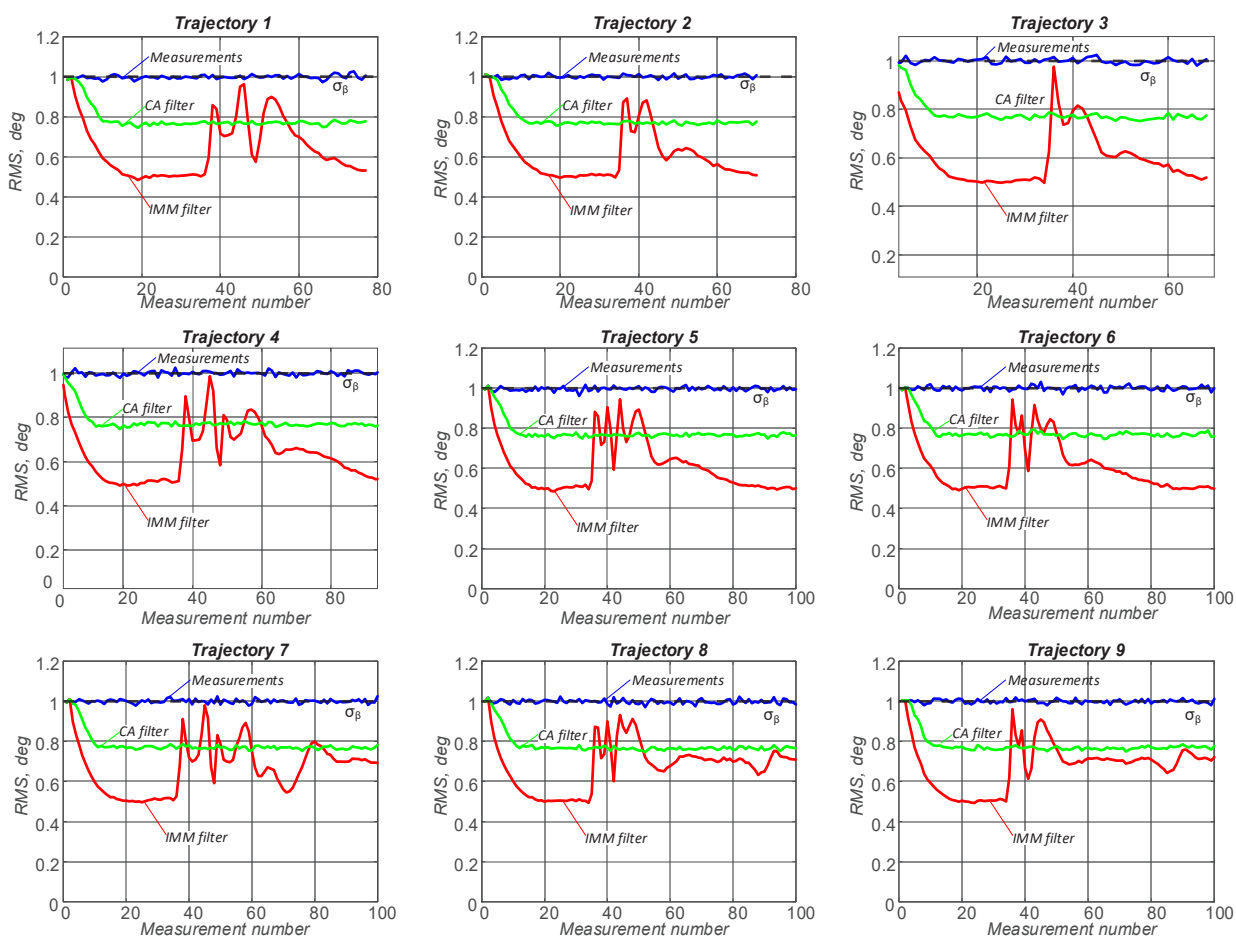 Trajectory 1
1.2
1
0.8
0.6
0.4
0.2
0
RMS, deg
Measurements
σβ
CA filter
IMM filter
0 20 40 60 80
Measurement number
Trajectory 2
1.2
1
0.8
0.6
0.4
0.2
0
RMS, deg
Measurements
σβ
CA filter
IMM filter
0 20 40 60 80
Measurement number
Trajectory 3
1
0.8
0.6
0.4
0.2
RMS, deg
Measurements
σβ
CA filter
IMM filter
20 40 60
Measurement number
Trajectory 4
1
0.8
0.6
0.4
0.2
0
RMS, deg
Measurements
σβ
CA filter
IMM filter
0 20 40 60 80
Measurement number
Trajectory 5
1.2
1
0.8
0.6
0.4
0.2
0
RMS, deg
Measurements
σβ
CA filter
IMM filter
0 20 40 60 80 100
Measurement number
Trajectory 6
1.2
1
0.8
0.6
0.4
0.2
0
RMS, deg
Measurements
σβ
CA filter
IMM filter
0 20 40 60 80 100
Measurement number
Trajectory 7
1.2
1
0.8
0.6
0.4
0.2
0
RMS, deg
Measurements
σβ
CA filter
IMM filter
0 20 40 60 80 100
Measurement number
Trajectory 8
1.2
1
0.8
0.6
0.4
0.2
0
RMS, deg
Measurements
σβ
CA filter
IMM filter
0 20 40 60 80 100
Measurement number
Trajectory 9
1.2
1
0.8
0.6
0.4
0.2
0
RMS, deg
Measurements
σβ
CA filter
IMM filter
0 20 40 60 80 100
Measurement number